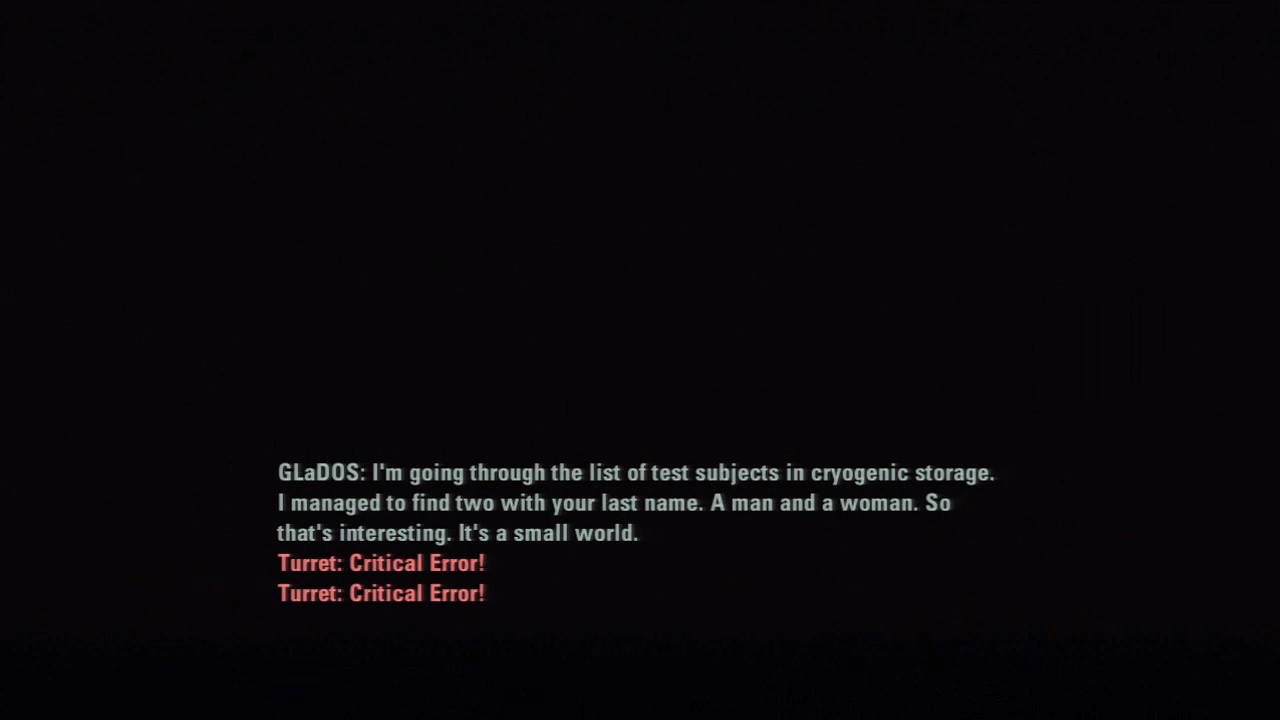 GLaDOS: I'm going through the list of test subjects in cryogenic storage.
I managed to find two with your last name. A man and a woman. So
that's interesting. It's a small world.
Turret: Critical Error!
Turret: Critical Error!